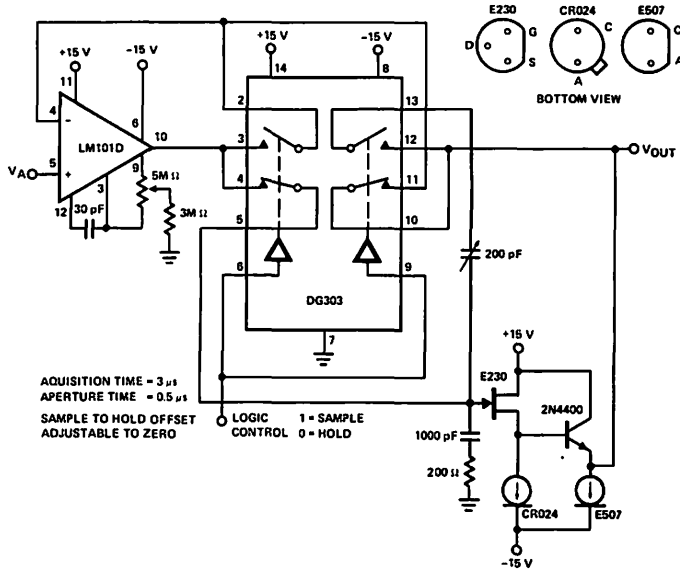 E230
CR024
E507
D
G
S
C
A
C
A
BOTTOM VIEW
+15 V
-15 V
+15 V
-15 V
11
6
14
8
4
-
LM101D
10
VA
5
+
9
3
12
30 pF
5M Ω
3M Ω
2
13
3
12
VOUT
4
11
5
10
6
9
DG303
7
200 pF
+15 V
E230
2N4400
AQUISITION TIME = 3 μs
APERTURE TIME = 0.5 μs
SAMPLE TO HOLD OFFSET
ADJUSTABLE TO ZERO
LOGIC 1 = SAMPLE
CONTROL 0 = HOLD
1000 pF
200 Ω
CR024
E507
-15 V